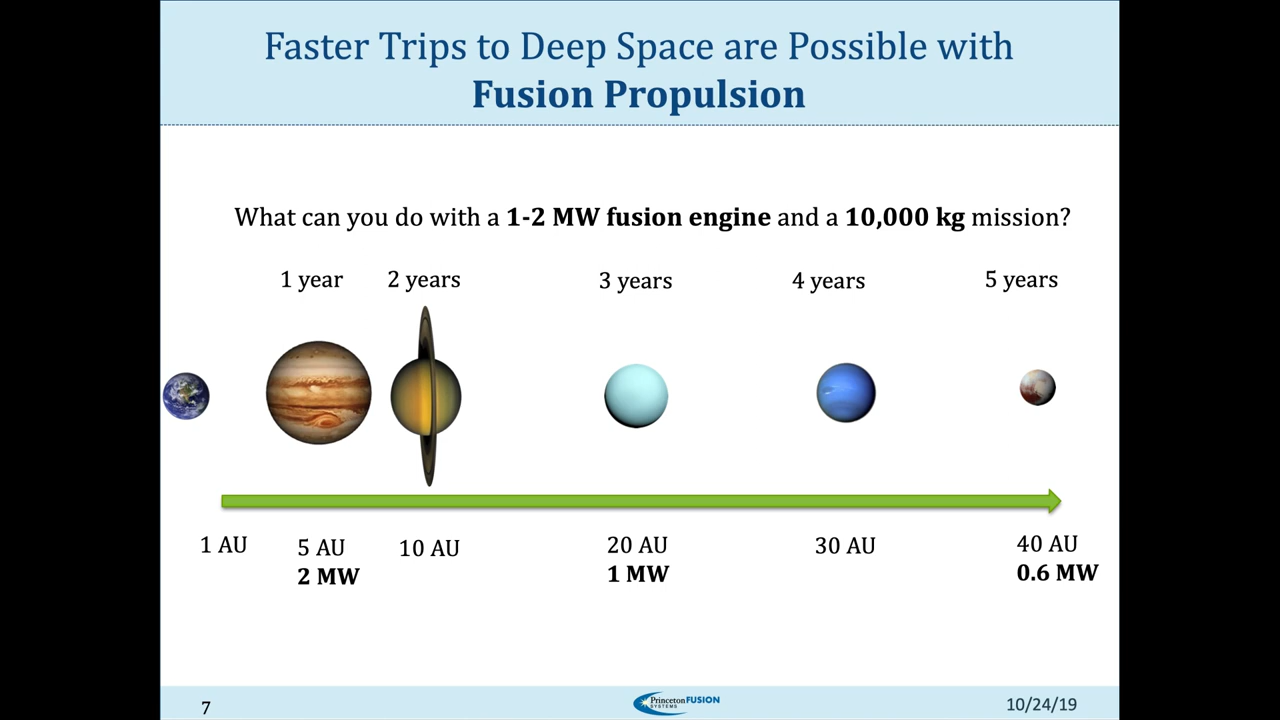 Faster Trips to Deep Space are Possible with
Fusion Propulsion
What can you do with a 1-2 MW fusion engine and a 10,000 kg mission?
1 year
2 years
3 years
4 years
5 years
1 AU
5 AU
2 MW
10 AU
20 AU
1 MW
30 AU
40 AU
0.6 MW
7
PrincetonFUSION
SYSTEMS
10/24/19